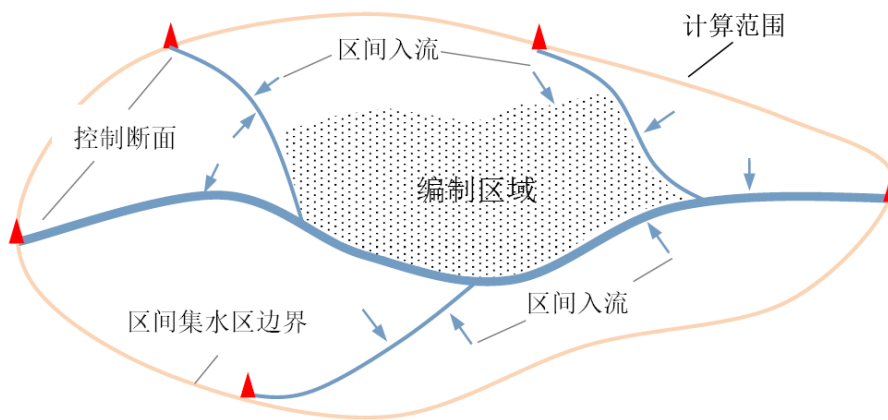 计算范围
区间入流
控制断面
编制区域
区间入流
区间集水区边界